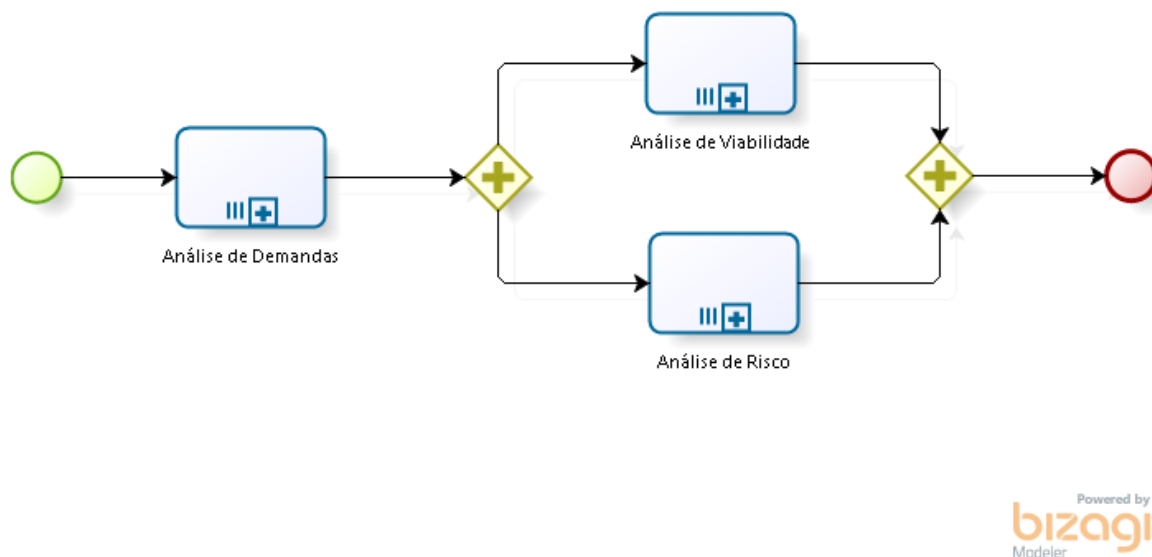 Análise de Viabilidade
Análise de Demandas
Análise de Risco
Powered by
bizagi
Modeler